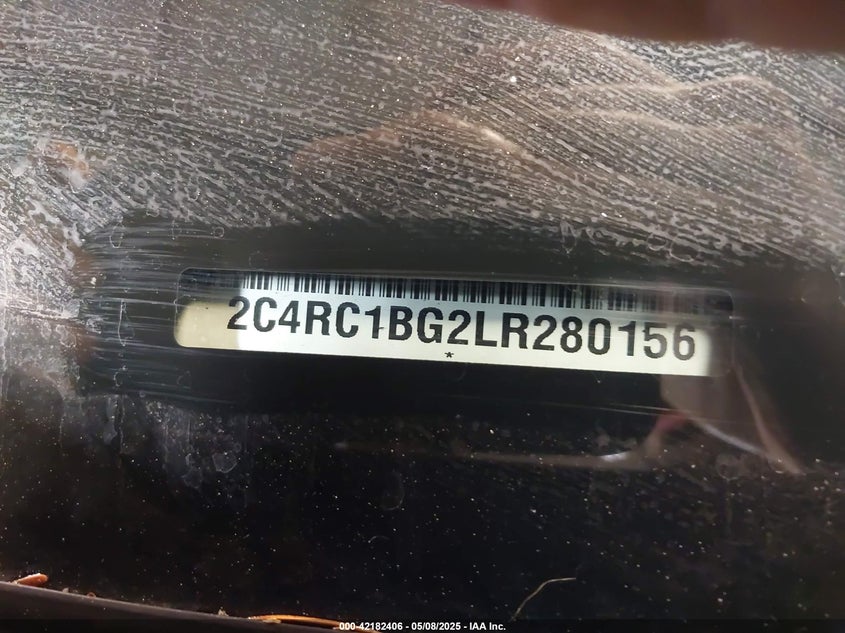 2C4RC1BG2LR280156
*
000-42182406 - 05/08/2025 - IAA Inc.